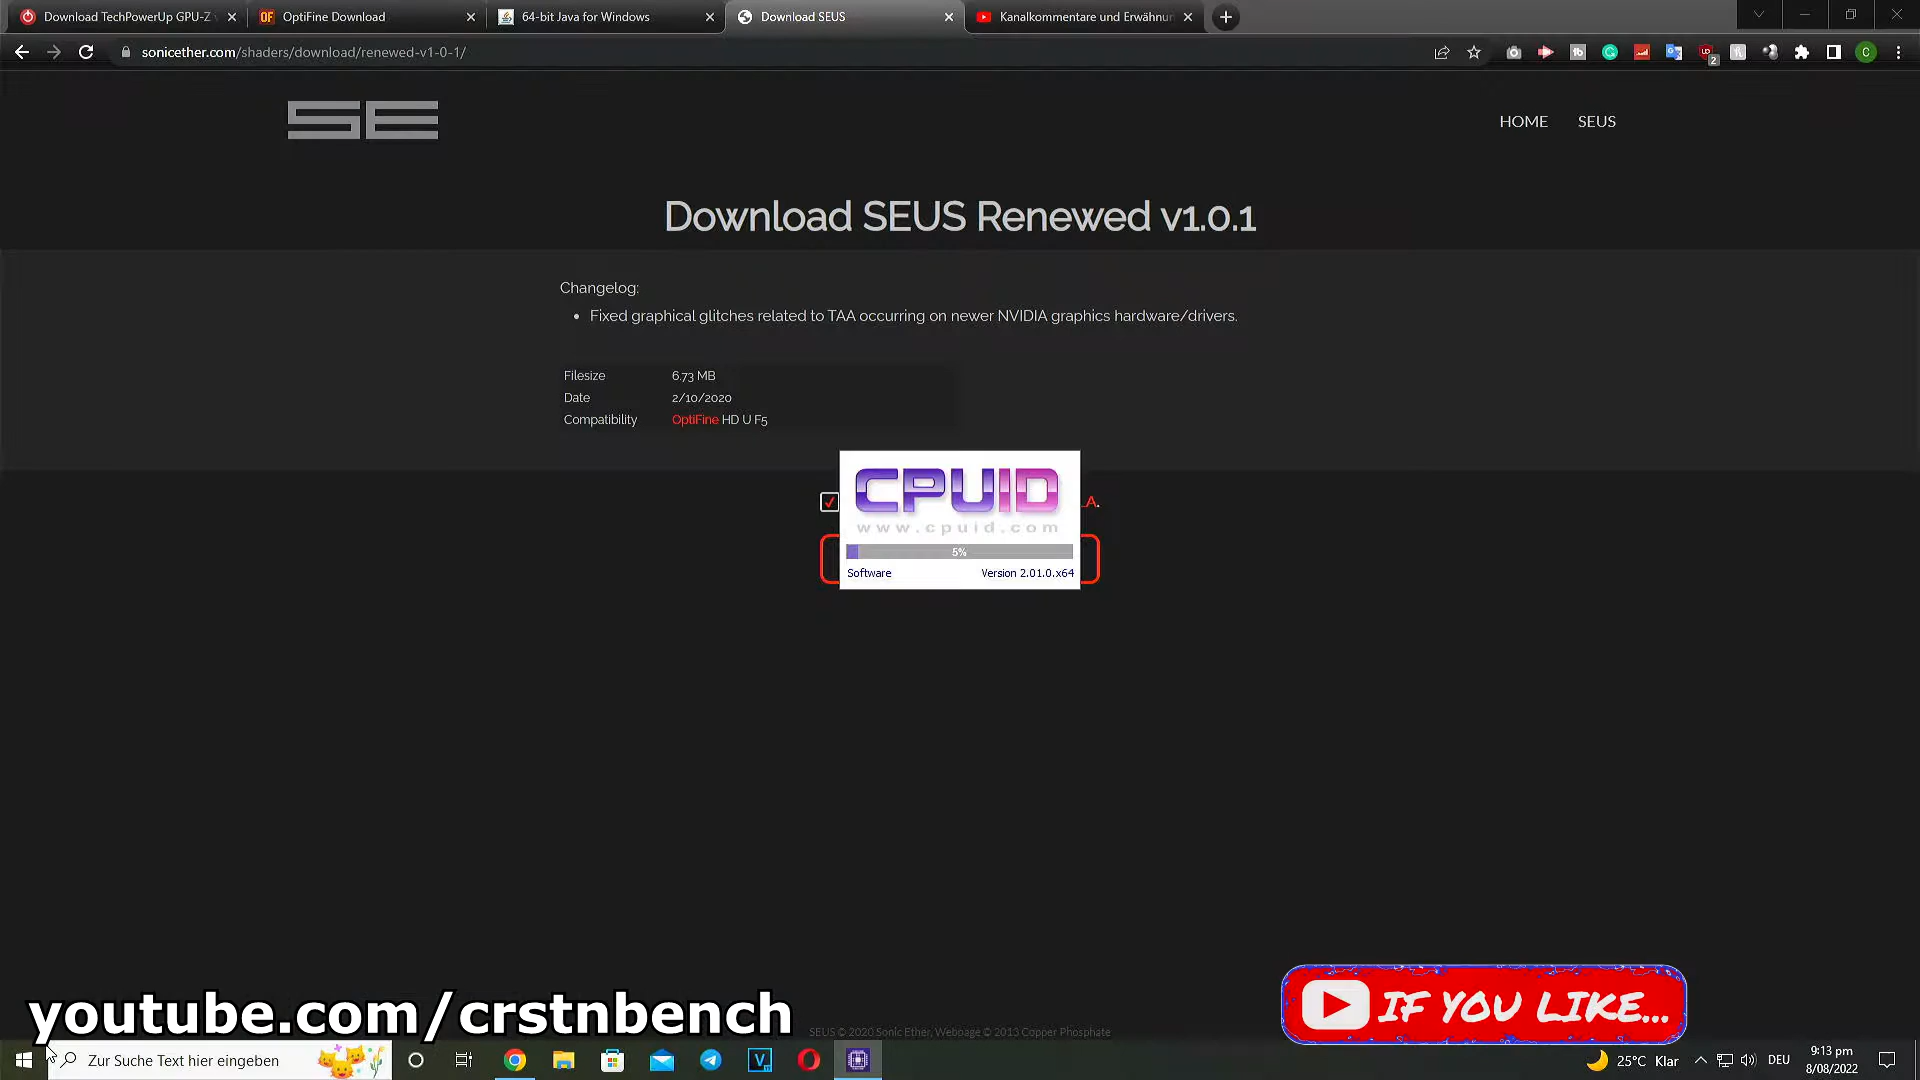 Download TechPowerUp GPU-Z v
OptiFine Download
64-bit Java for Windows
Download SEUS
Kanalkommentare und Erwähnun
sonicether.com/shaders/download/renewed-v1-0-1/
2
C
SE
HOME
SEUS
Download SEUS Renewed v1.0.1
Changelog:
• Fixed graphical glitches related to TAA occurring on newer NVIDIA graphics hardware/drivers.
Filesize 6.73 MB
Date 2/10/2020
Compatibility OptiFine HD U F5
CPUID
www.cpuid.com
A.
5%
Software Version 2.01.0.x64
youtube.com/crstnbench
IF YOU LIKE...
SEUS © 2020 Sonic Ether, Webpage © 2013 Copper Phosphate
Zur Suche Text hier eingeben
25°C Klar
DEU
9:13 pm
8/08/2022